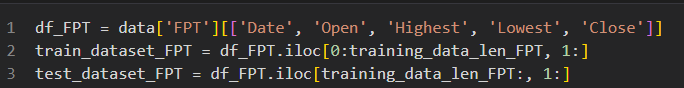 1 df_FPT = data['FPT'][['Date', 'Open', 'Highest', 'Lowest', 'Close']]
2 train_dataset_FPT = df_FPT.iloc[0:training_data_len_FPT, 1:]
3 test_dataset_FPT = df_FPT.iloc[training_data_len_FPT:, 1:]